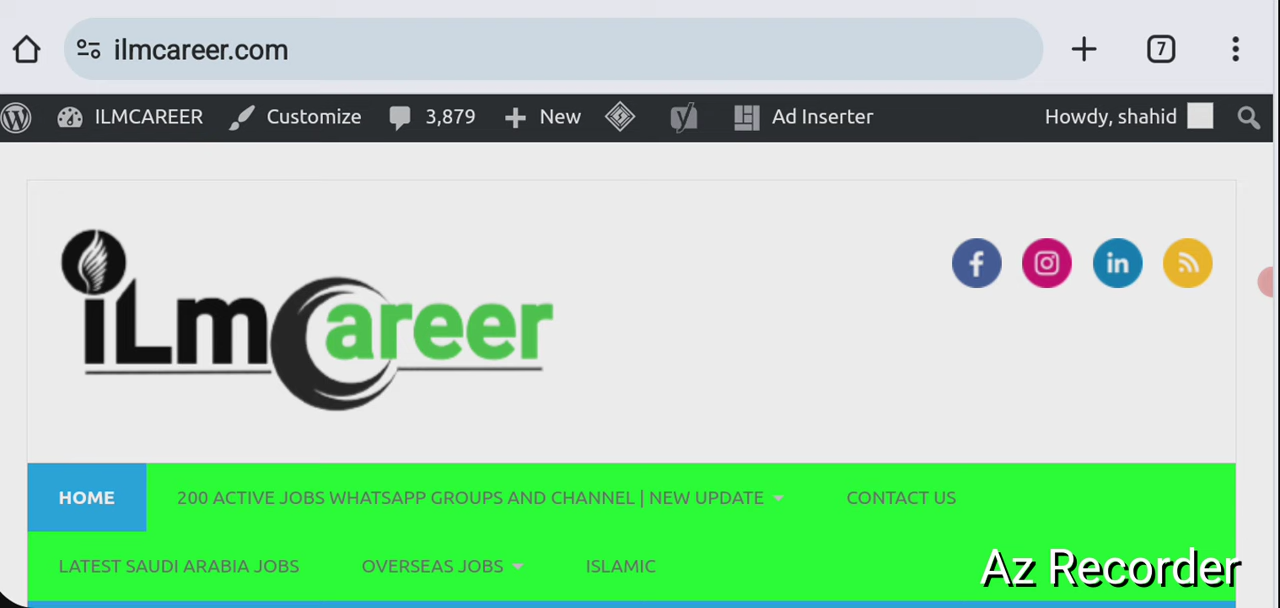 ilmcareer.com
7
ILMCAREER Customize 3,879 New Ad Inserter Howdy, shahid
iLmCareer
HOME 200 ACTIVE JOBS WHATSAPP GROUPS AND CHANNEL | NEW UPDATE CONTACT US
LATEST SAUDI ARABIA JOBS OVERSEAS JOBS ISLAMIC
Az Recorder